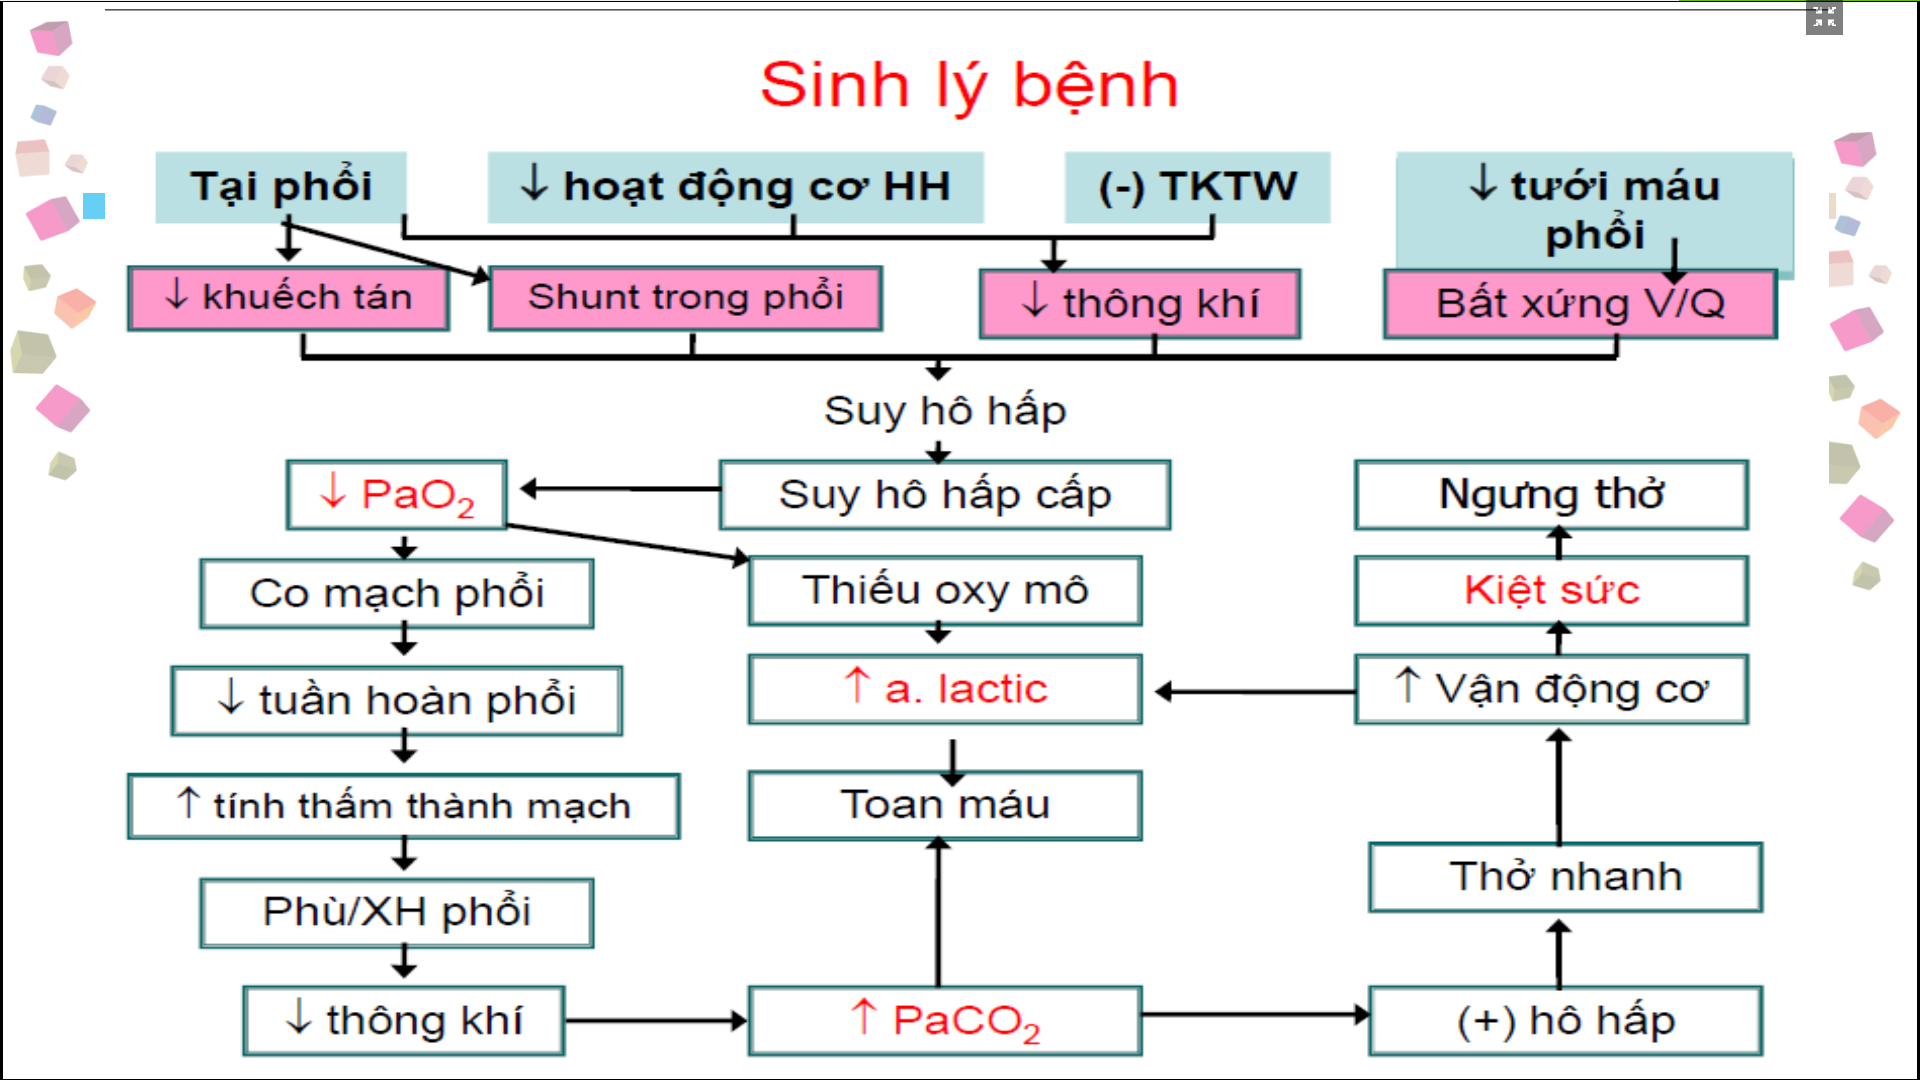 Sinh lý bệnh
Tại phổi
↓ hoạt động cơ HH
(-) TKTW
↓ tưới máu
phổi
↓ khuếch tán
Shunt trong phổi
↓ thông khí
Bất xứng V/Q
Suy hô hấp
↓ PaO₂
Suy hô hấp cấp
Ngưng thở
Co mạch phổi
Thiếu oxy mô
Kiệt sức
↓ tuần hoàn phổi
↑ a. lactic
↑ Vận động cơ
↑ tính thấm thành mạch
Toan máu
Thở nhanh
Phù/XH phổi
↓ thông khí
↑ PaCO₂
(+) hô hấp